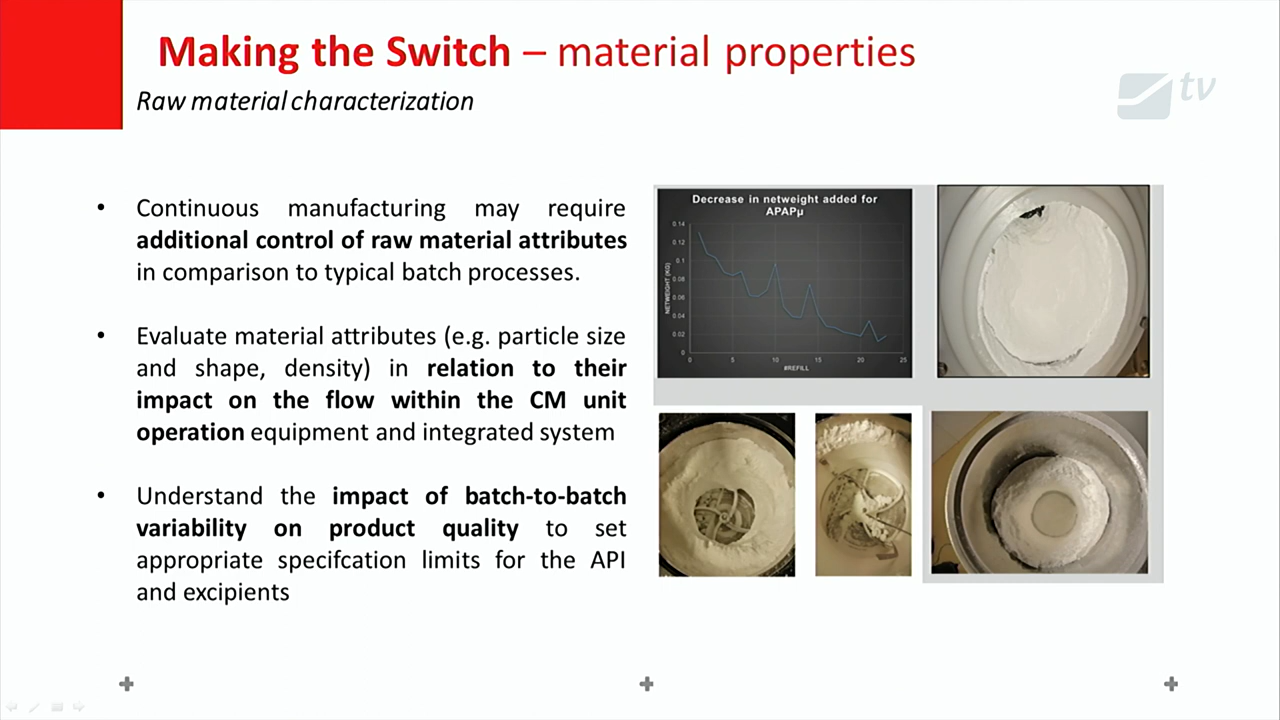 Making the Switch – material properties
Raw material characterization
tv
• Continuous manufacturing may require
additional control of raw material attributes
in comparison to typical batch processes.
• Evaluate material attributes (e.g. particle size
and shape, density) in relation to their
impact on the flow within the CM unit
operation equipment and integrated system
• Understand the impact of batch-to-batch
variability on product quality to set
appropriate specifcation limits for the API
and excipients
Decrease in netweight added for
APAPμ
NETWEIGHT (KG)
0.14
0.12
0.1
0.08
0.06
0.04
0.02
0
0 5 10 15 20 25
#REFILL